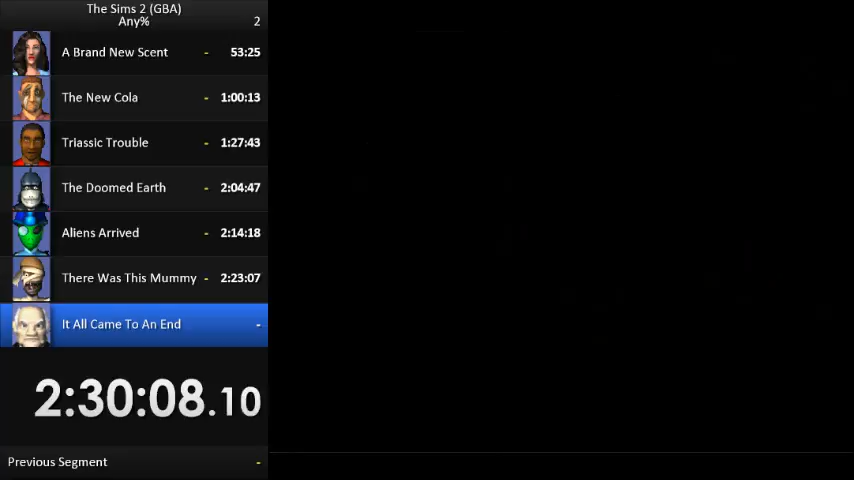 The Sims 2 (GBA)
Any% 2
A Brand New Scent - 53:25
The New Cola - 1:00:13
Triassic Trouble - 1:27:43
The Doomed Earth - 2:04:47
Aliens Arrived - 2:14:18
There Was This Mummy - 2:23:07
It All Came To An End -
2:30:08.10
Previous Segment -